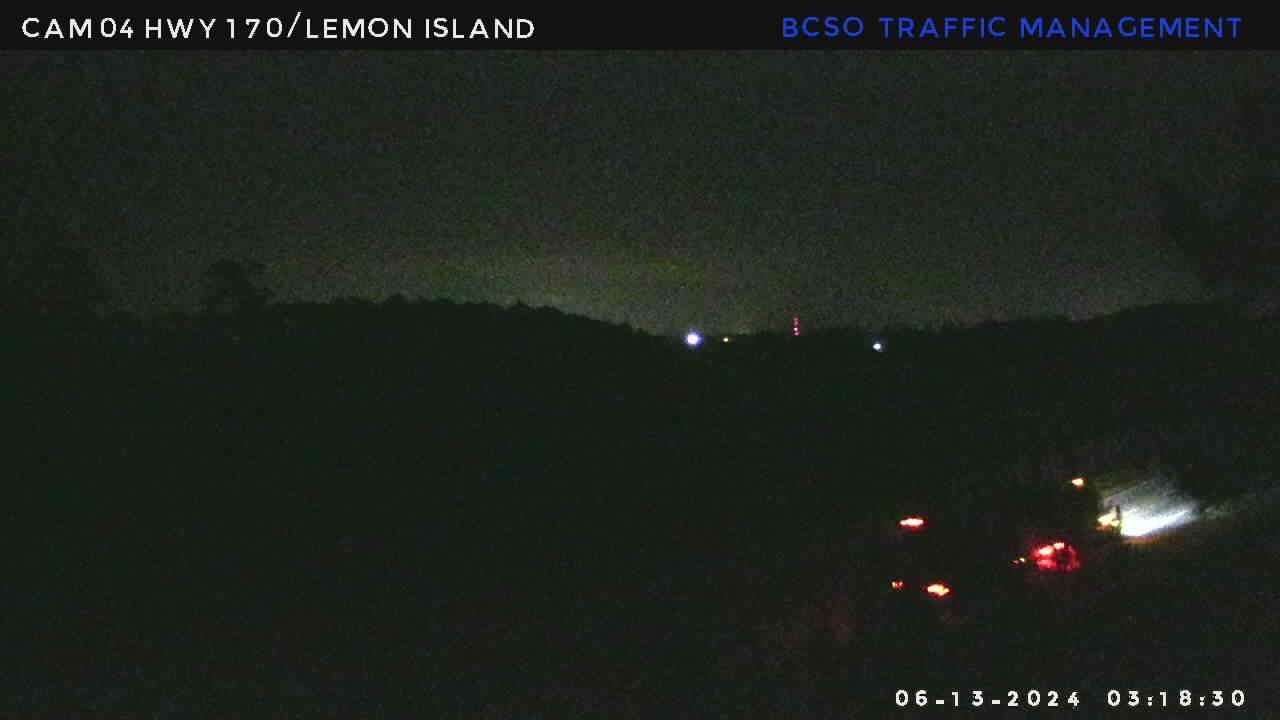 CAM04 HWY 170/LEMON ISLAND
BCSO TRAFFIC MANAGEMENT
06-13-2024 03:18:30